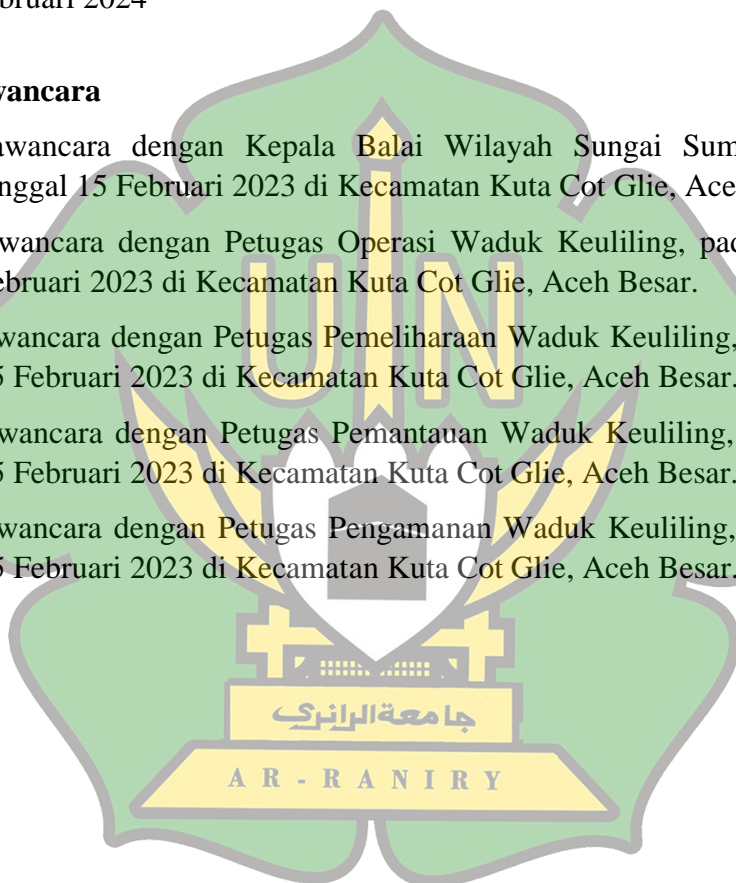 bruari 2024
wancara
awancara dengan Kepala Balai Wilayah Sungai Sum
nggal 15 Februari 2023 di Kecamatan Kuta Cot Glie, Ace
wancara dengan Petugas Operasi Waduk Keuliling, pad
ebruari 2023 di Kecamatan Kuta Cot Glie, Aceh Besar.
wancara dengan Petugas Pemeliharaan Waduk Keuliling,
5 Februari 2023 di Kecamatan Kuta Cot Glie, Aceh Besar.
wancara dengan Petugas Pemantauan Waduk Keuliling,
5 Februari 2023 di Kecamatan Kuta Cot Glie, Aceh Besar.
wancara dengan Petugas Pengamanan Waduk Keuliling,
5 Februari 2023 di Kecamatan Kuta Cot Glie, Aceh Besar.
UIN
جامعة الرانري
AR-RANIRY